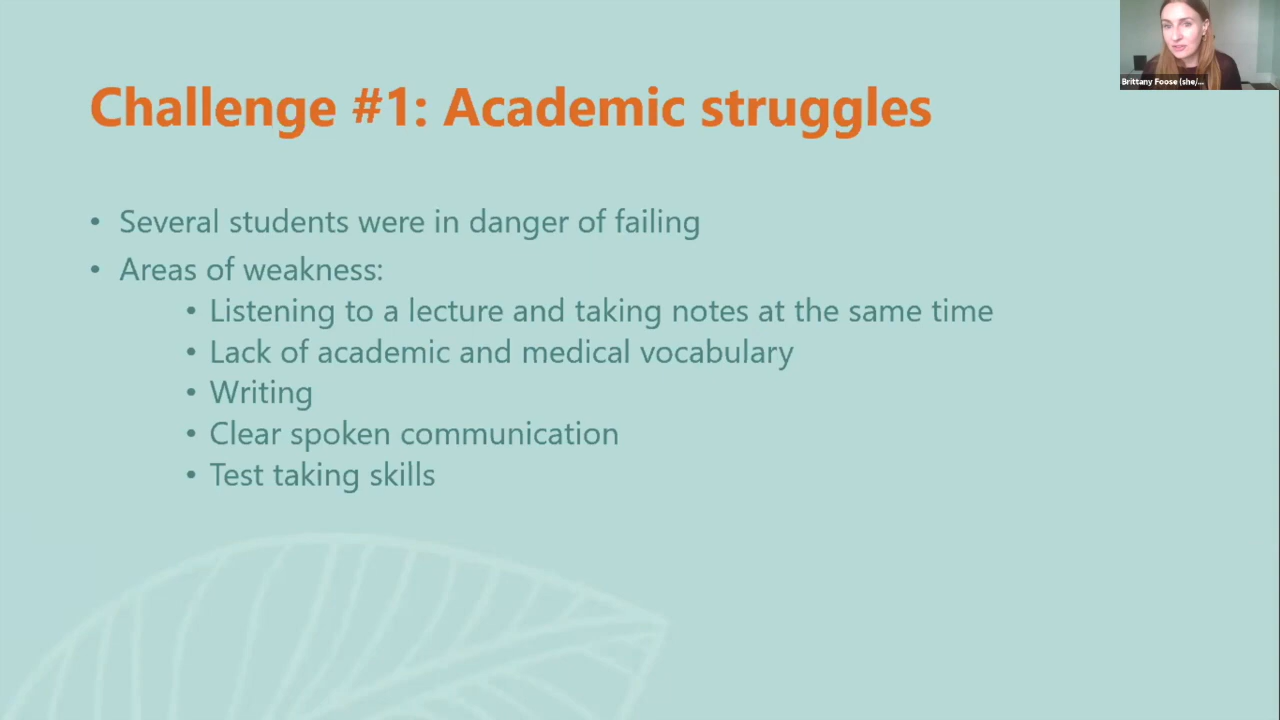 Challenge #1: Academic struggles
• Several students were in danger of failing
• Areas of weakness:
• Listening to a lecture and taking notes at the same time
• Lack of academic and medical vocabulary
• Writing
• Clear spoken communication
• Test taking skills
Brittany Foose (she/...